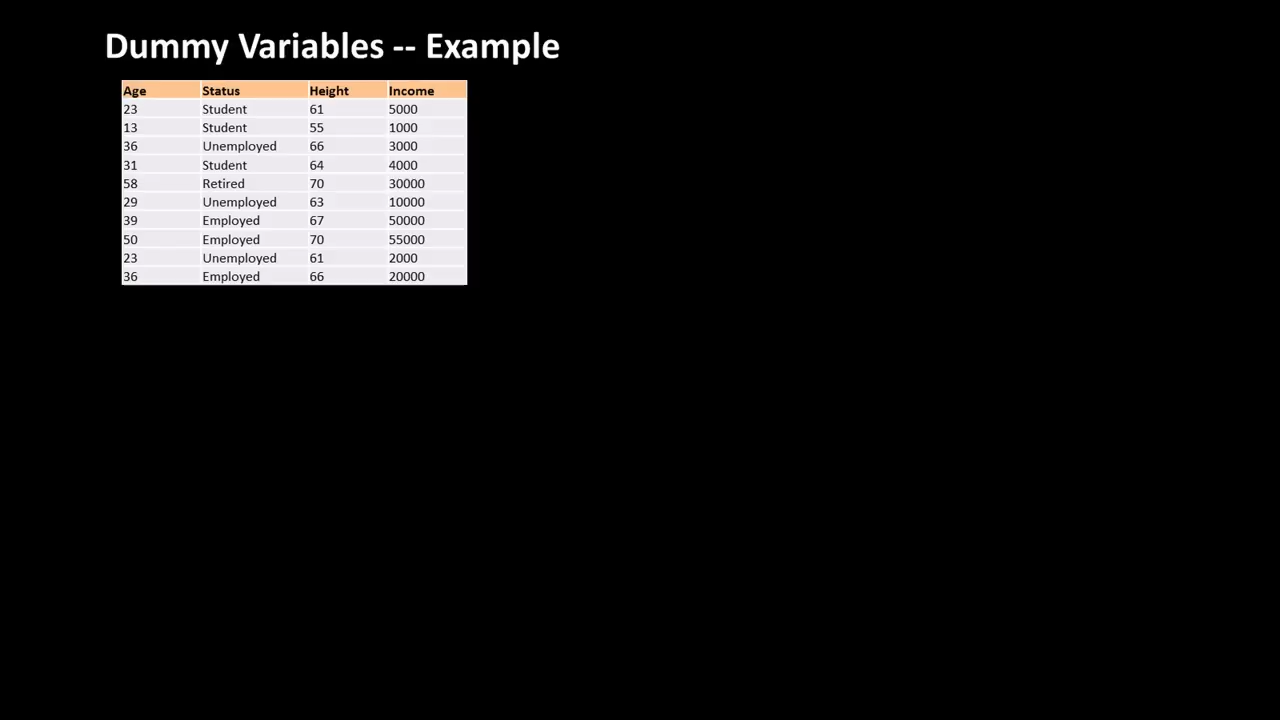 Dummy Variables -- Example
Age Status Height Income
23 Student 61 5000
13 Student 55 1000
36 Unemployed 66 3000
31 Student 64 4000
58 Retired 70 30000
29 Unemployed 63 10000
39 Employed 67 50000
50 Employed 70 55000
23 Unemployed 61 2000
36 Employed 66 20000